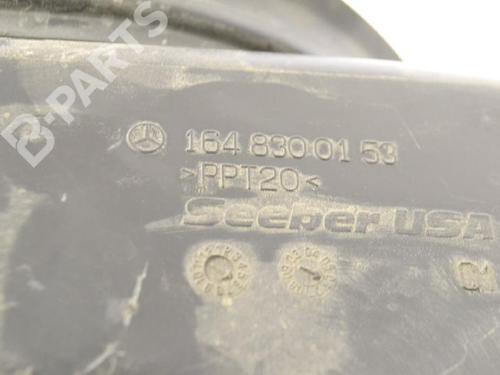 B-PARTS
164 830 01 53
>PPT20<
Seeber USA